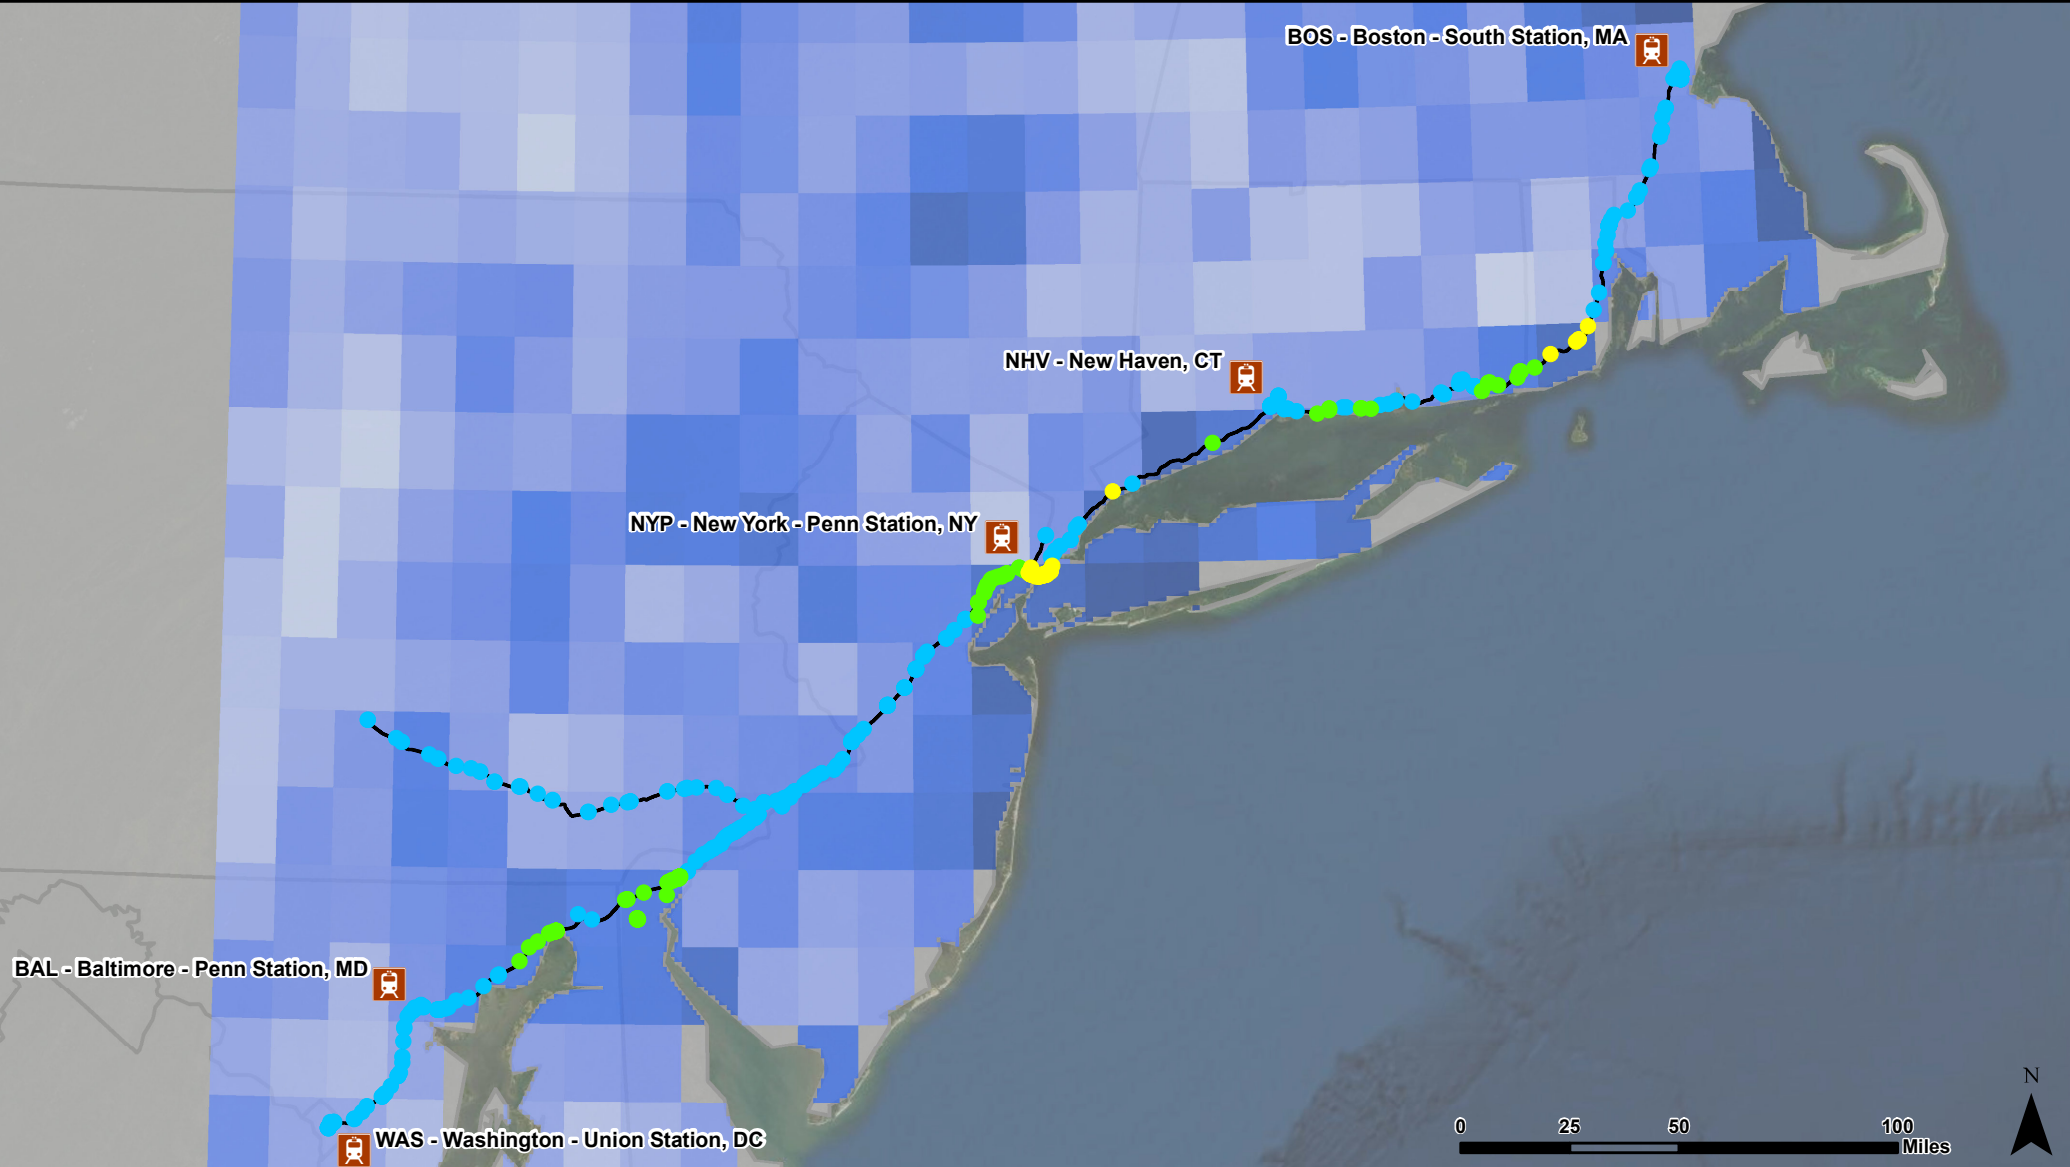 BOS - Boston - South Station, MA
NHV - New Haven, CT
NYP - New York - Penn Station, NY
BAL - Baltimore - Penn Station, MD
WAS - Washington - Union Station, DC
N
0 25 50 100
Miles